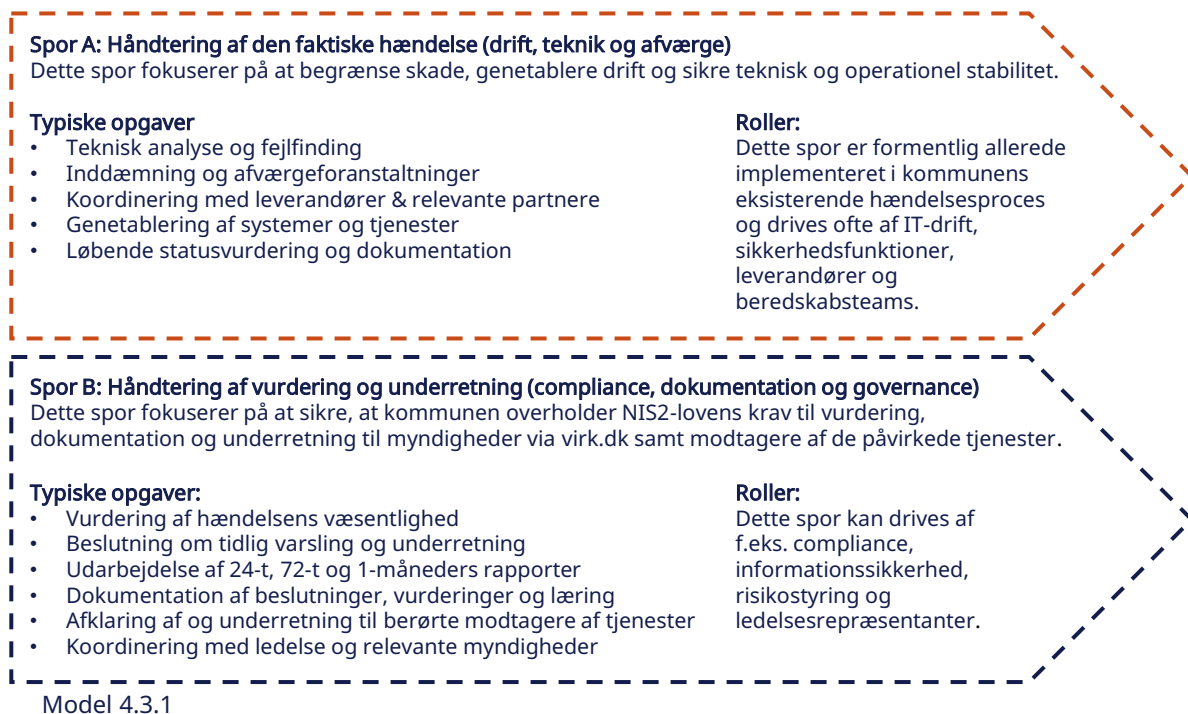 Spor A: Håndtering af den faktiske hændelse (drift, teknik og afværge)
Dette spor fokuserer på at begrænse skade, genetablere drift og sikre teknisk og operationel stabilitet.
Typiske opgaver
• Teknisk analyse og fejlfinding
• Inddæmning og afværgeforanstaltninger
• Koordinering med leverandører & relevante partnere
• Genetablering af systemer og tjenester
• Løbende statusvurdering og dokumentation
Roller:
Dette spor er formentlig allerede
implementeret i kommunens
eksisterende hændelsesproces
og drives ofte af IT-drift,
sikkerhedsfunktioner,
leverandører og
beredskabsteams.
Spor B: Håndtering af vurdering og underretning (compliance, dokumentation og governance)
Dette spor fokuserer på at sikre, at kommunen overholder NIS2-lovens krav til vurdering,
dokumentation og underretning til myndigheder via virk.dk samt modtagere af de påvirkede tjenester.
Typiske opgaver:
• Vurdering af hændelsens væsentlighed
• Beslutning om tidlig varsling og underretning
• Udarbejdelse af 24-t, 72-t og 1-måneders rapporter
• Dokumentation af beslutninger, vurderinger og læring
• Afklaring af og underretning til berørte modtagere af tjenester
• Koordinering med ledelse og relevante myndigheder
Roller:
Dette spor kan drives af
f.eks. compliance,
informationssikkerhed,
risikostyring og
ledelsesrepræsentanter.
Model 4.3.1